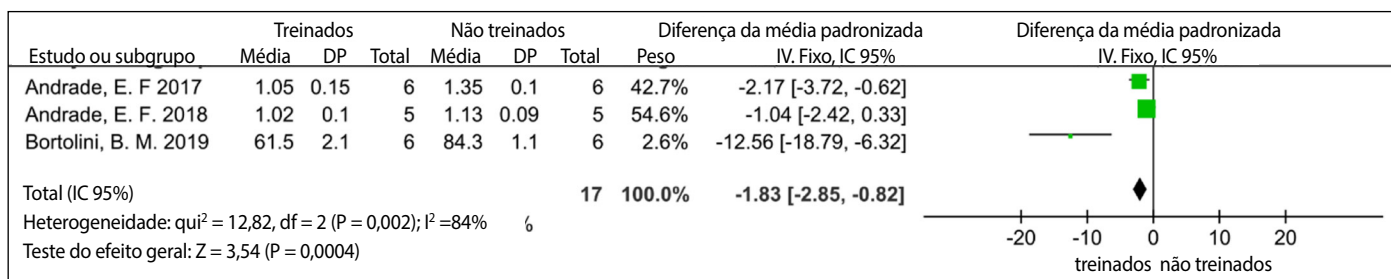 Treinados Não treinados Diferença da média padronizada Diferença da média padronizada
Estudo ou subgrupo Média DP Total Média DP Total Peso IV. Fixo, IC 95% IV. Fixo, IC 95%
Andrade, E. F 2017 1.05 0.15 6 1.35 0.1 6 42.7% -2.17 [-3.72, -0.62]
Andrade, E. F. 2018 1.02 0.1 5 1.13 0.09 5 54.6% -1.04 [-2.42, 0.33]
Bortolini, B. M. 2019 61.5 2.1 6 84.3 1.1 6 2.6% -12.56 [-18.79, -6.32]
Total (IC 95%) 17 100.0% -1.83 [-2.85, -0.82]
Heterogeneidade: qui² = 12,82, df = 2 (P = 0,002); I² =84% %
Teste do efeito geral: Z = 3,54 (P = 0,0004)
-20 -10 0 10 20
treinados não treinados